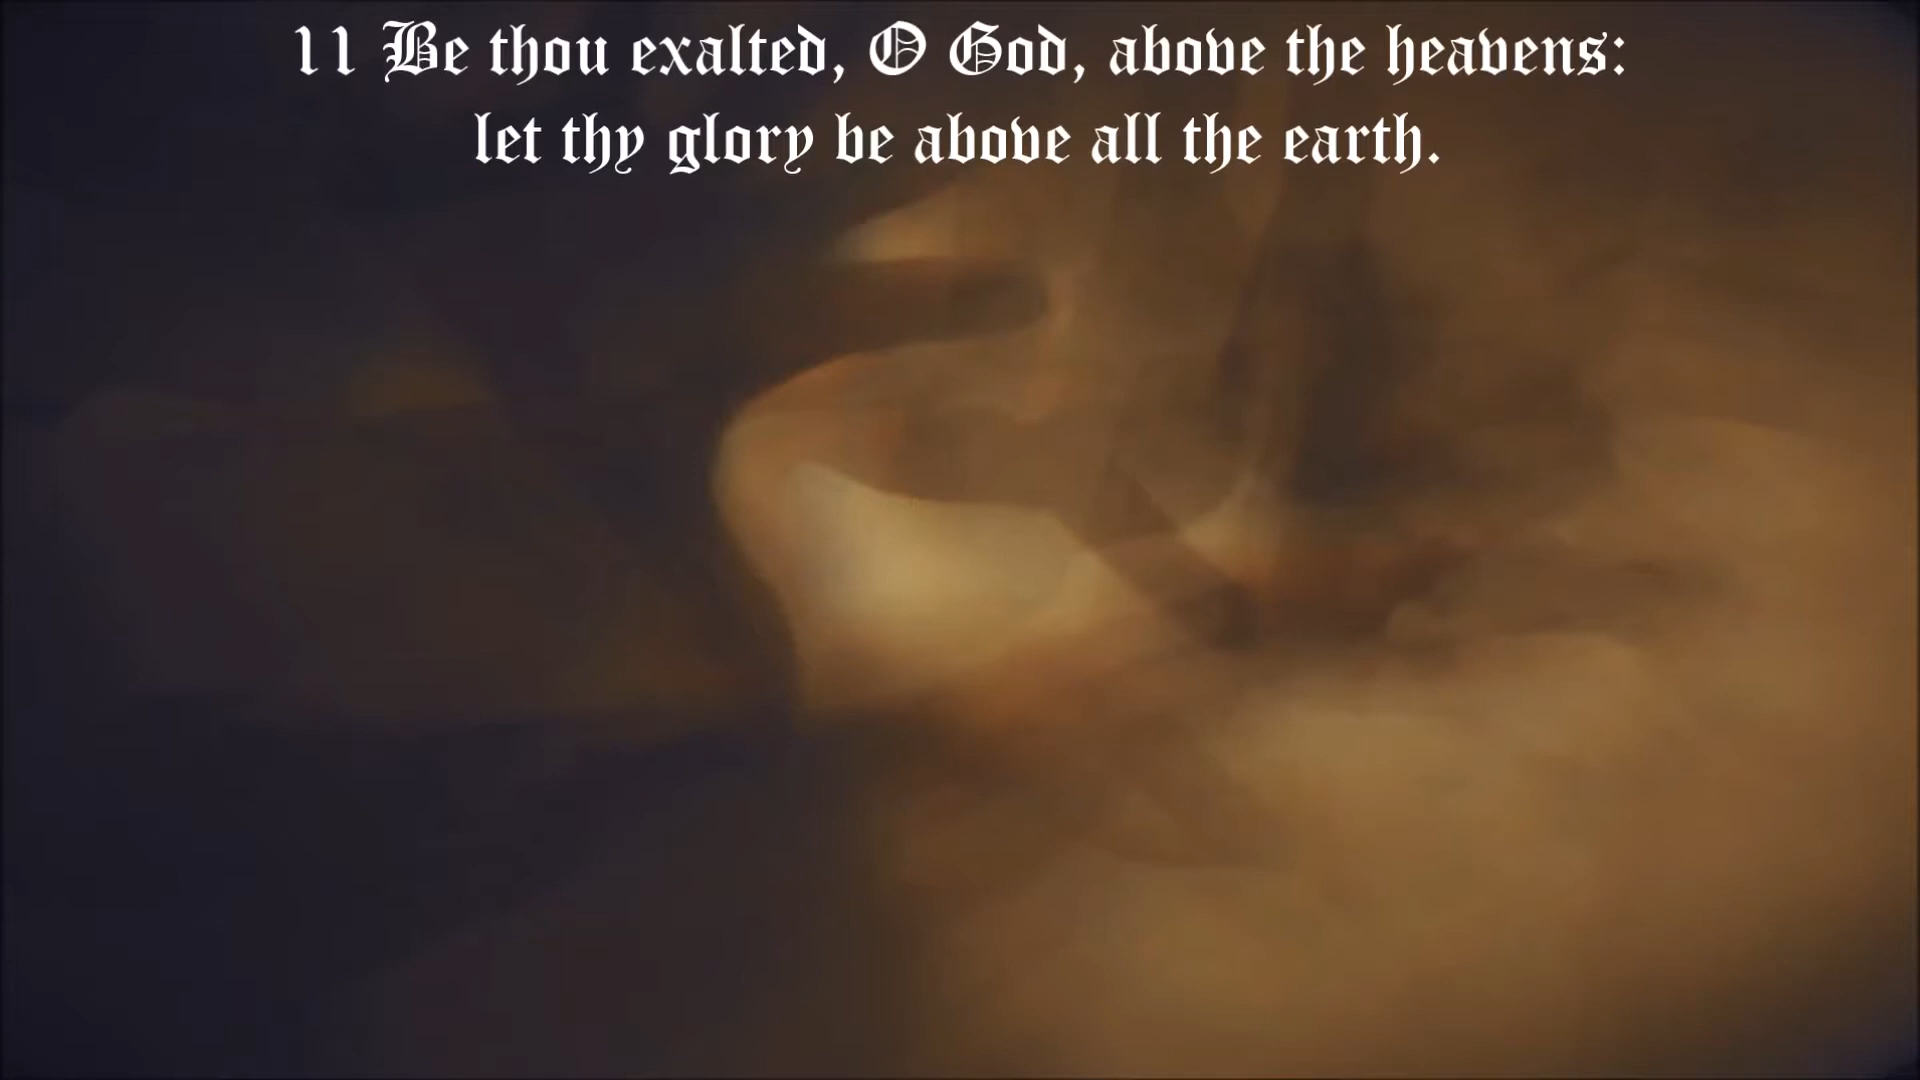 11 Be thou exalted, O God, above the heavens:
let thy glory be above all the earth.